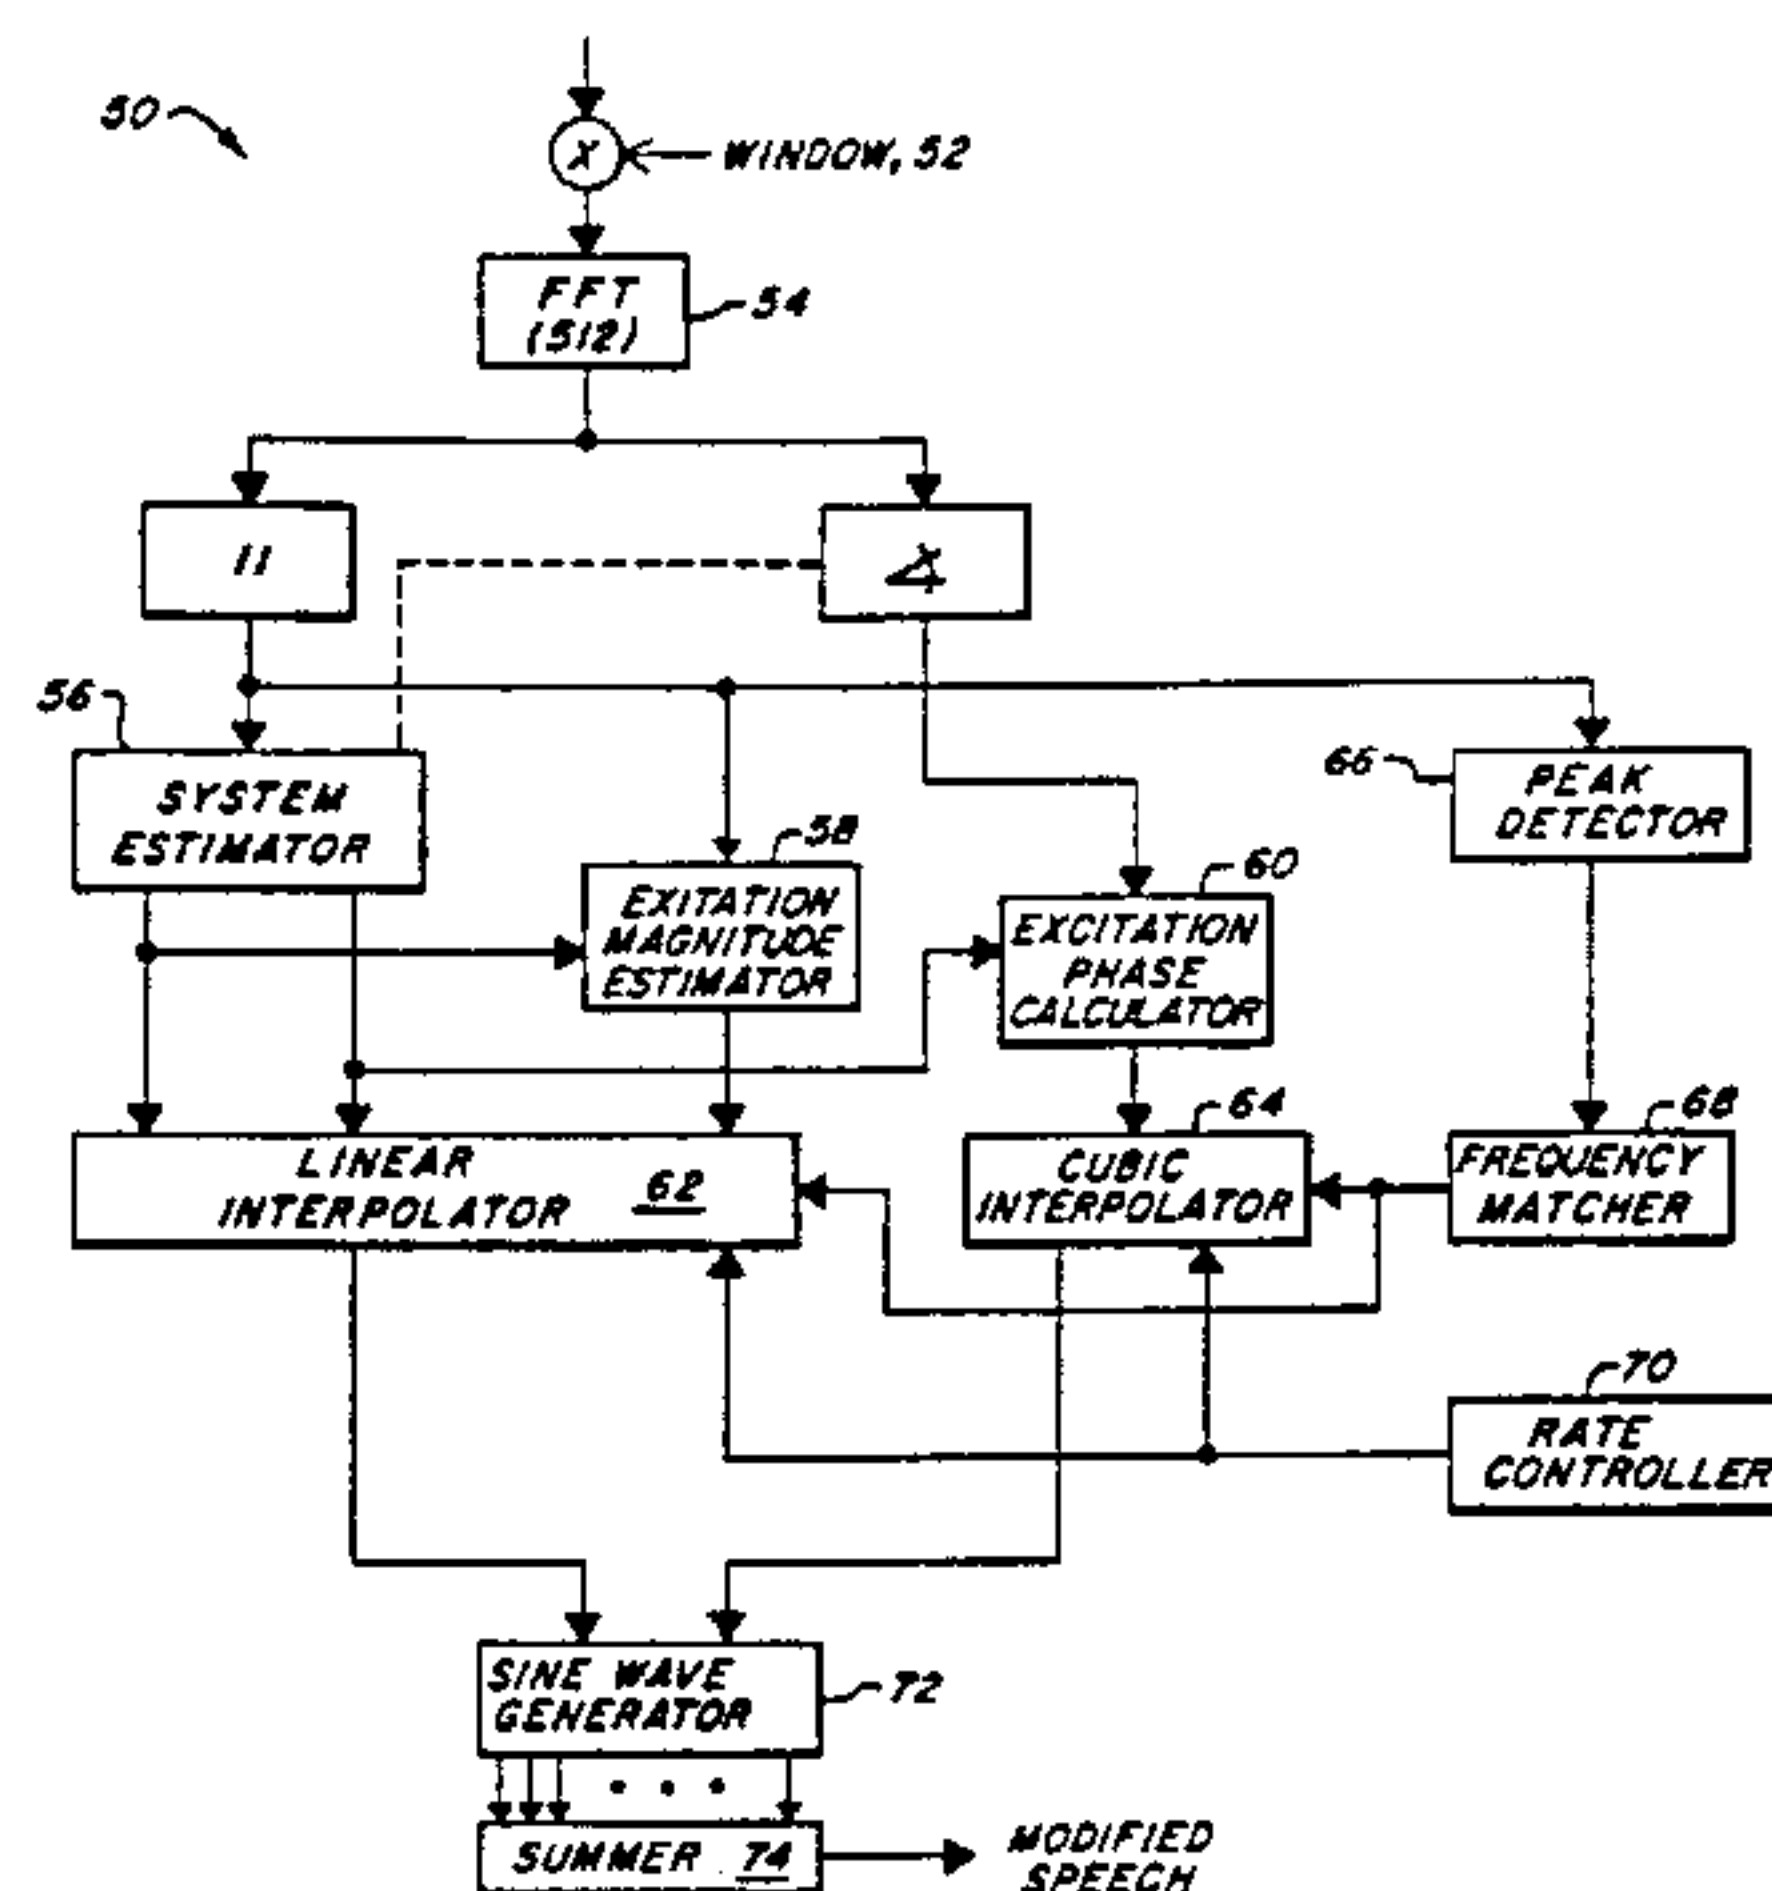 50
X
WINDOW, 52
FFT
(512)
54
||
∡
56
SYSTEM
ESTIMATOR
58
EXITATION
MAGNITUDE
ESTIMATOR
60
EXCITATION
PHASE
CALCULATOR
66
PEAK
DETECTOR
LINEAR
INTERPOLATOR 62
64
CUBIC
INTERPOLATOR
68
FREQUENCY
MATCHER
70
RATE
CONTROLLER
SINE WAVE
GENERATOR
72
SUMMER 74
MODIFIED
SPEECH